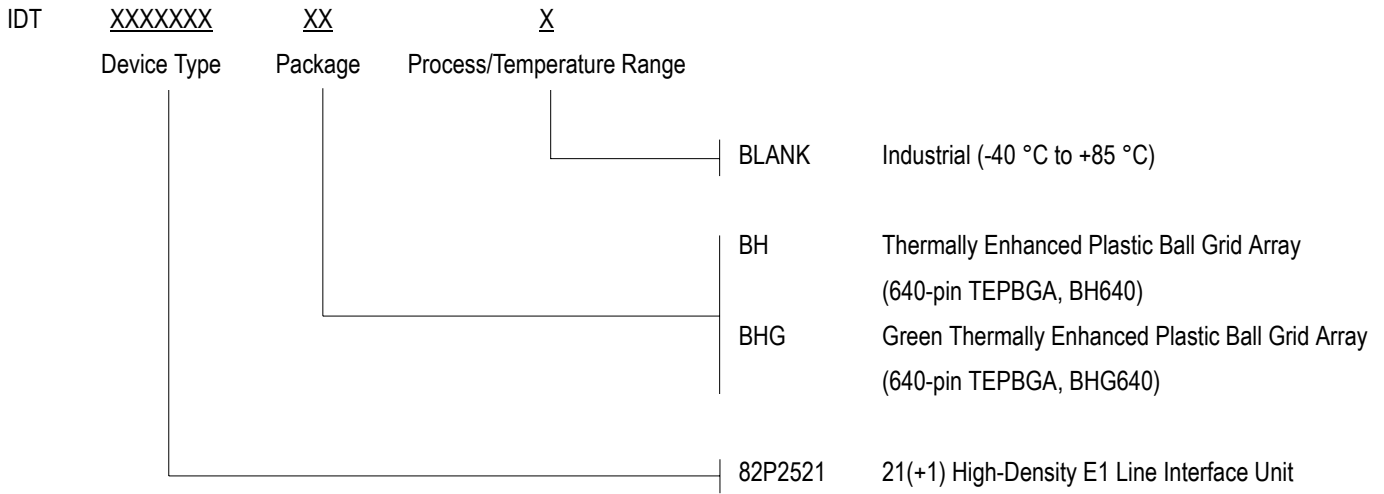 IDT XXXXXXX XX X
Device Type Package Process/Temperature Range
BLANK Industrial (-40 °C to +85 °C)
BH Thermally Enhanced Plastic Ball Grid Array
(640-pin TEPBGA, BH640)
BHG Green Thermally Enhanced Plastic Ball Grid Array
(640-pin TEPBGA, BHG640)
82P2521 21(+1) High-Density E1 Line Interface Unit